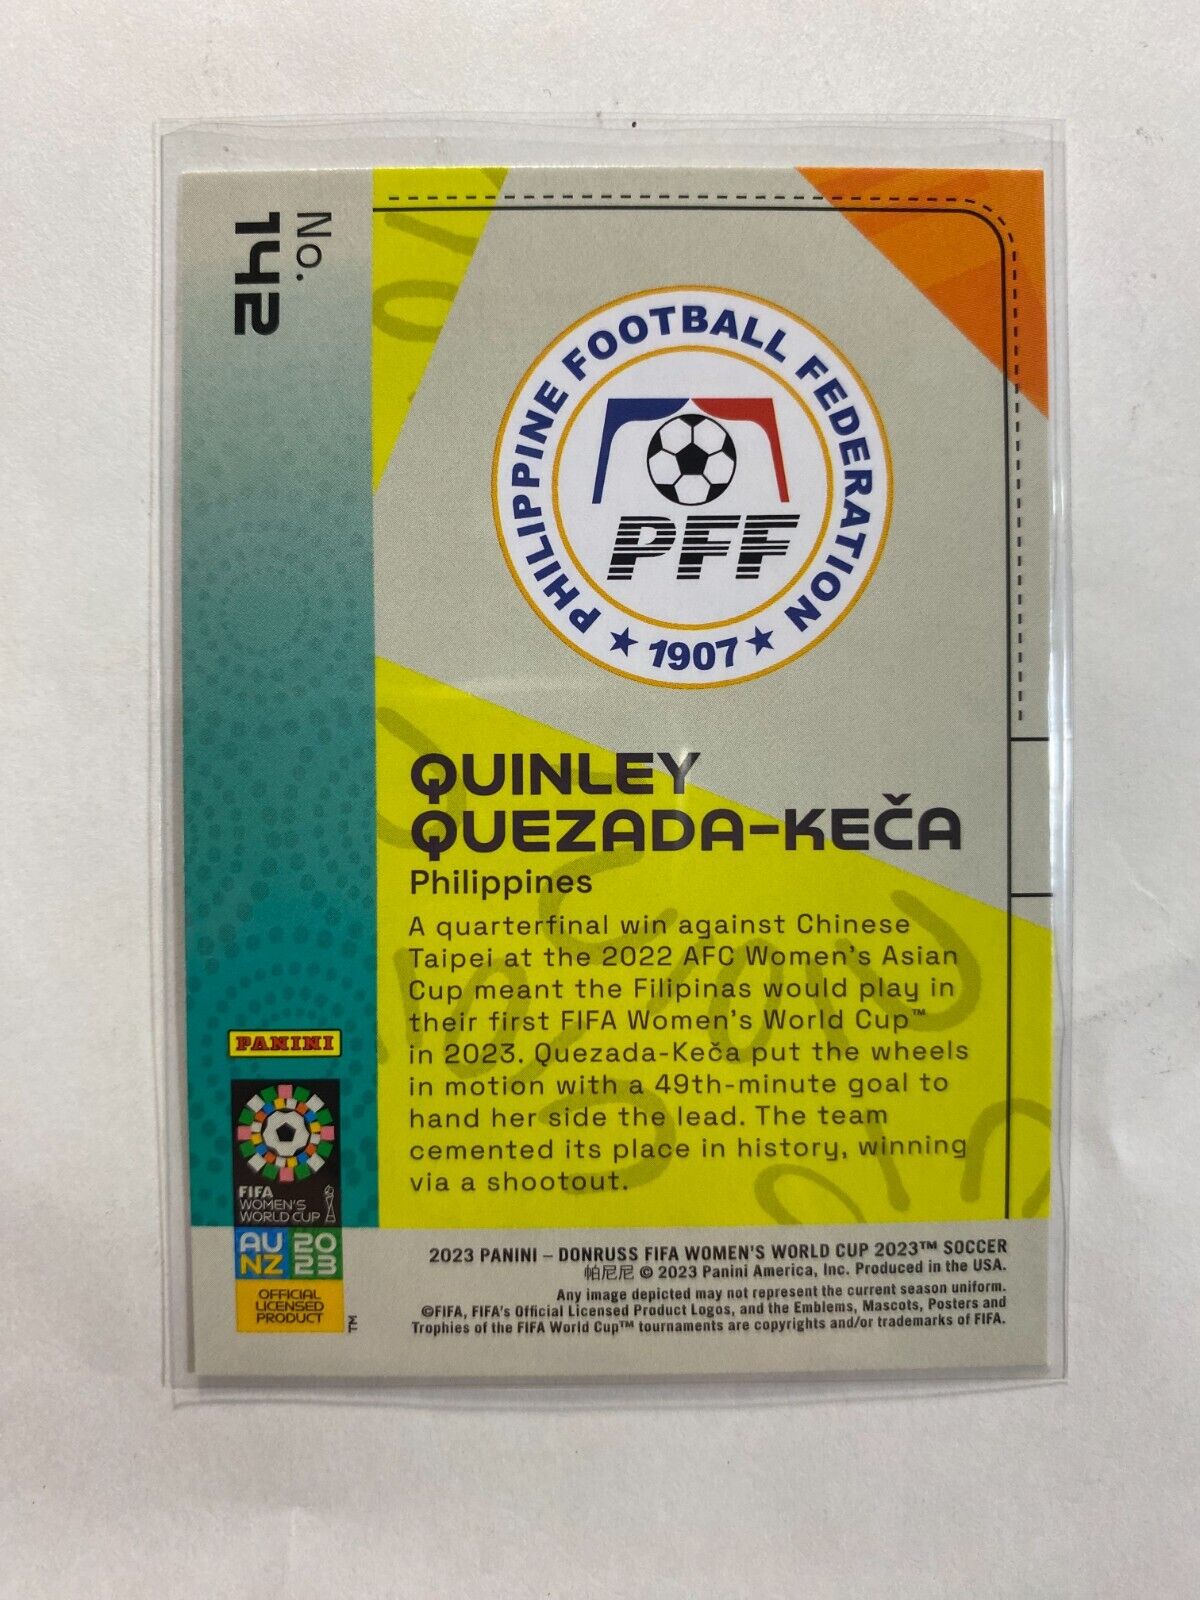 No.
142
PHILIPPINE FOOTBALL FEDERATION
PFF
★ 1907 ★
QUINLEY
QUEZADA-KEČA
Philippines
A quarterfinal win against Chinese
Taipei at the 2022 AFC Women's Asian
Cup meant the Filipinas would play in
their first FIFA Women's World Cup™
in 2023. Quezada-Keča put the wheels
in motion with a 49th-minute goal to
hand her side the lead. The team
cemented its place in history, winning
via a shootout.
PANINI
FIFA
WOMEN'S
WORLD CUP
AU 20
NZ 23
OFFICIAL
LICENSED
PRODUCT
™
2023 PANINI – DONRUSS FIFA WOMEN'S WORLD CUP 2023™ SOCCER
帕尼尼 © 2023 Panini America, Inc. Produced in the USA.
Any image depicted may not represent the current season uniform.
©FIFA, FIFA's Official Licensed Product Logos, and the Emblems, Mascots, Posters and
Trophies of the FIFA World Cup™ tournaments are copyrights and/or trademarks of FIFA.